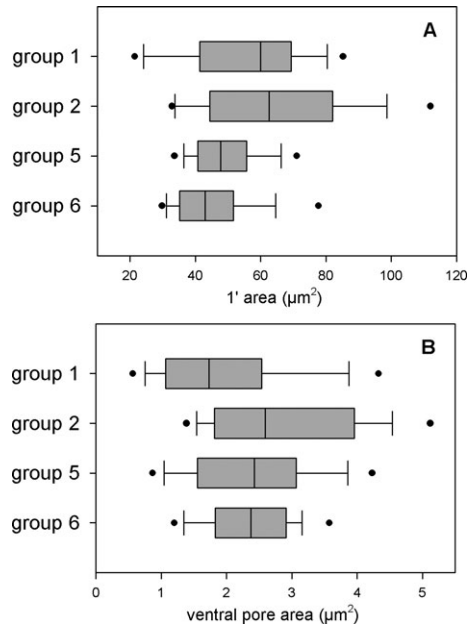 A
group 1
group 2
group 5
group 6
20 40 60 80 100 120
1' area (µm²)
B
group 1
group 2
group 5
group 6
0 1 2 3 4 5
ventral pore area (µm²)